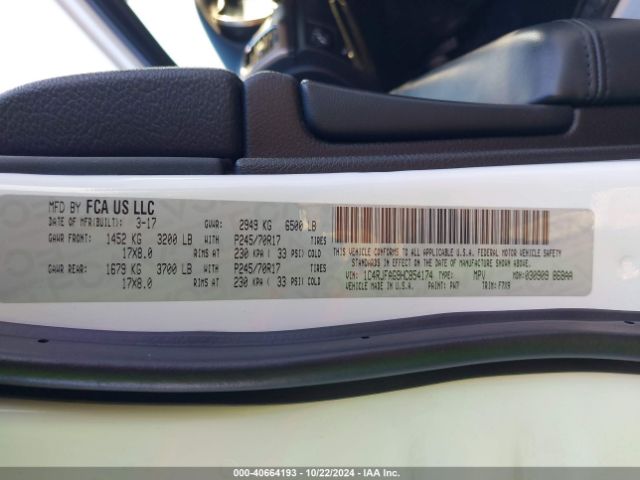 MFD BY FCA US LLC
DATE OF MFR(BUILT): 3-17 GVWR: 2949 KG 6500 LB
GAWR FRONT: 1452 KG 3200 LB WITH P245/70R17 TIRES
17X8.0 RIMS AT 230 KPA ( 33 PSI) COLD
GAWR REAR: 1679 KG 3700 LB WITH P245/70R17 TIRES
17X8.0 RIMS AT 230 KPA ( 33 PSI) COLD
THIS VEHICLE CONFORMS TO ALL APPLICABLE U.S.A. FEDERAL MOTOR VEHICLE SAFETY
STANDARDS IN EFFECT ON THE DATE OF MANUFACTURE SHOWN ABOVE.
VIN: 1C4RJFAG9HC854174 TYPE: MPV MDH:030909 868AA
VEHICLE MADE IN U.S.A. PAINT: PW7 TRIM:
000-40664193 - 10/22/2024 - IAA Inc.